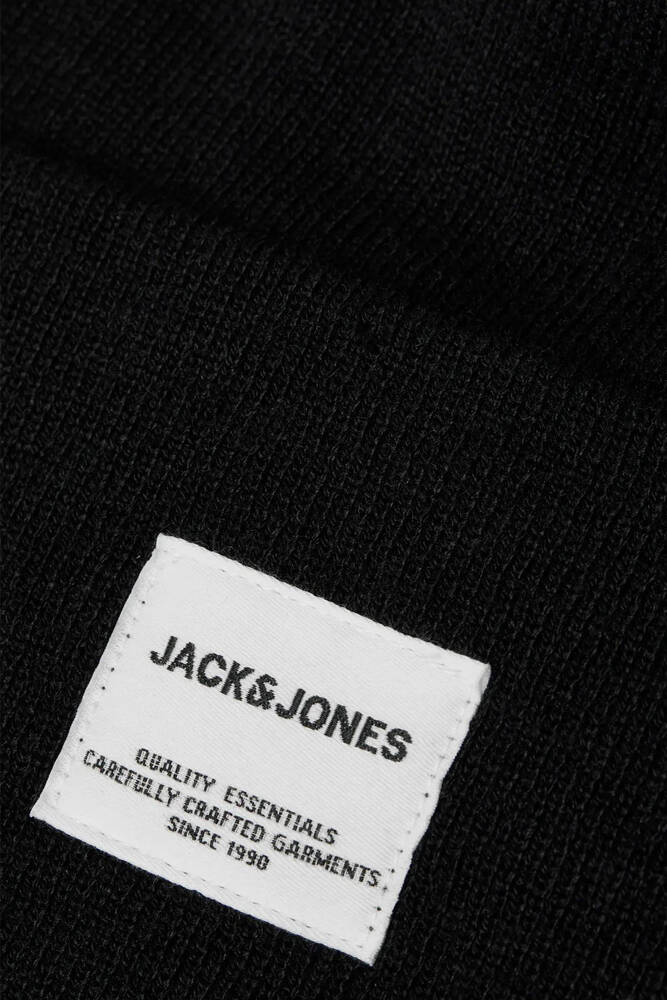 JACK&JONES
QUALITY ESSENTIALS
CAREFULLY CRAFTED GARMENTS
SINCE 1990